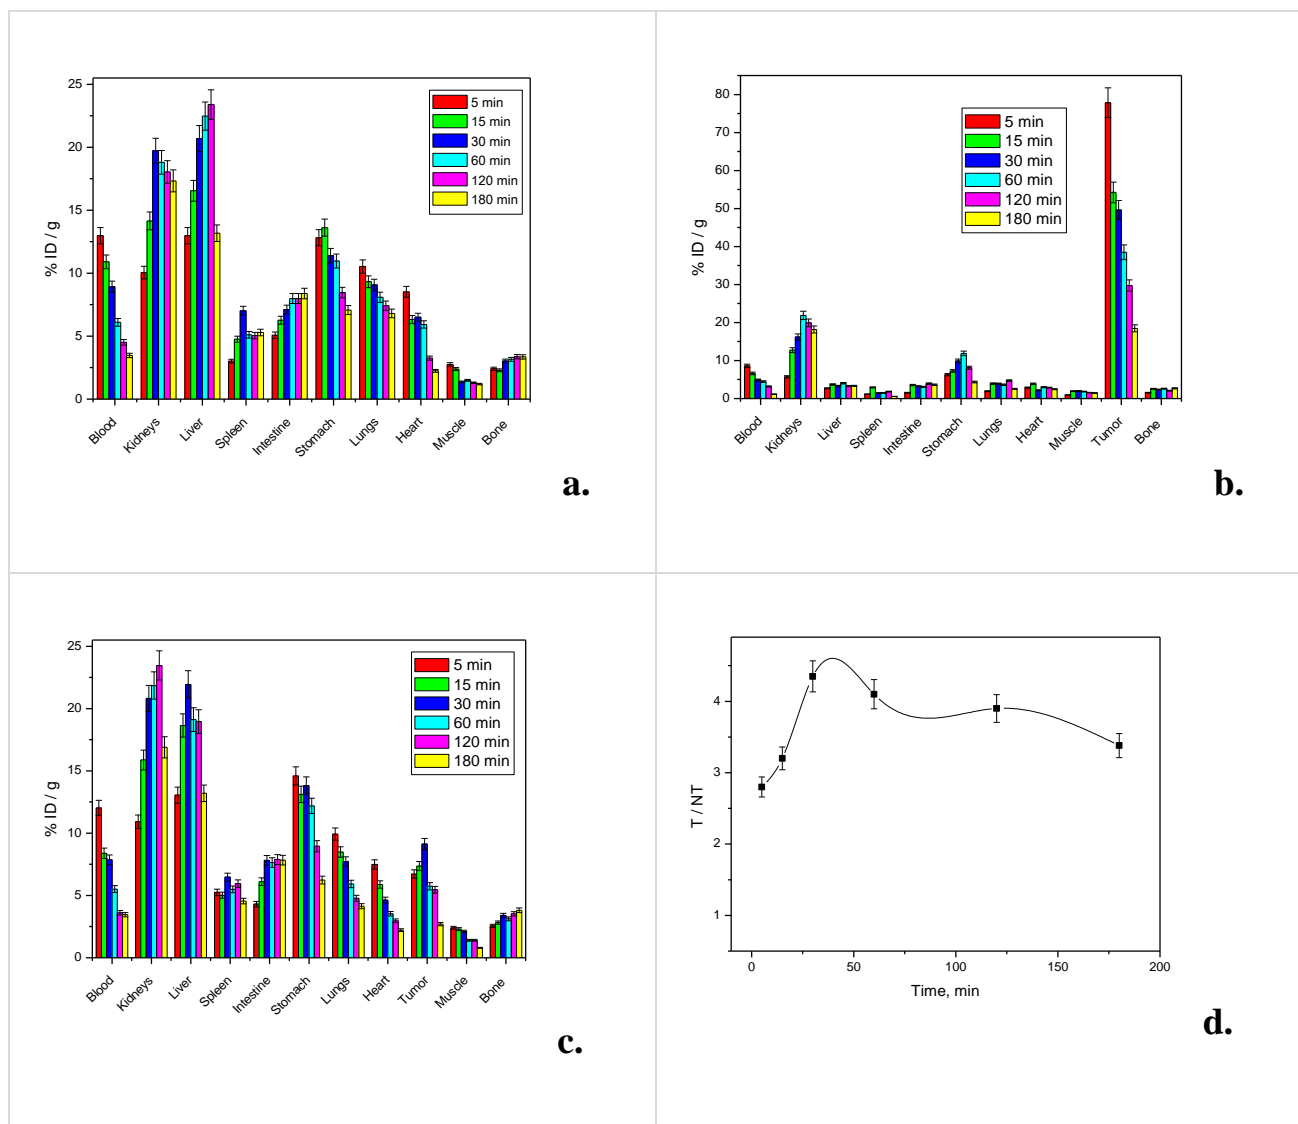 25
20
15
10
5
0
% ID / g
5 min
15 min
30 min
60 min
120 min
180 min
Blood
Kidneys
Liver
Spleen
Intestine
Stomach
Lungs
Heart
Muscle
Bone
a.
80
70
60
50
40
30
20
10
0
% ID / g
5 min
15 min
30 min
60 min
120 min
180 min
Blood
Kidneys
Liver
Spleen
Intestine
Stomach
Lungs
Heart
Muscle
Tumor
Bone
b.
25
20
15
10
5
0
% ID / g
5 min
15 min
30 min
60 min
120 min
180 min
Blood
Kidneys
Liver
Spleen
Intestine
Stomach
Lungs
Heart
Tumor
Muscle
Bone
c.
4
3
2
1
T / NT
0 50 100 150 200
Time, min
d.